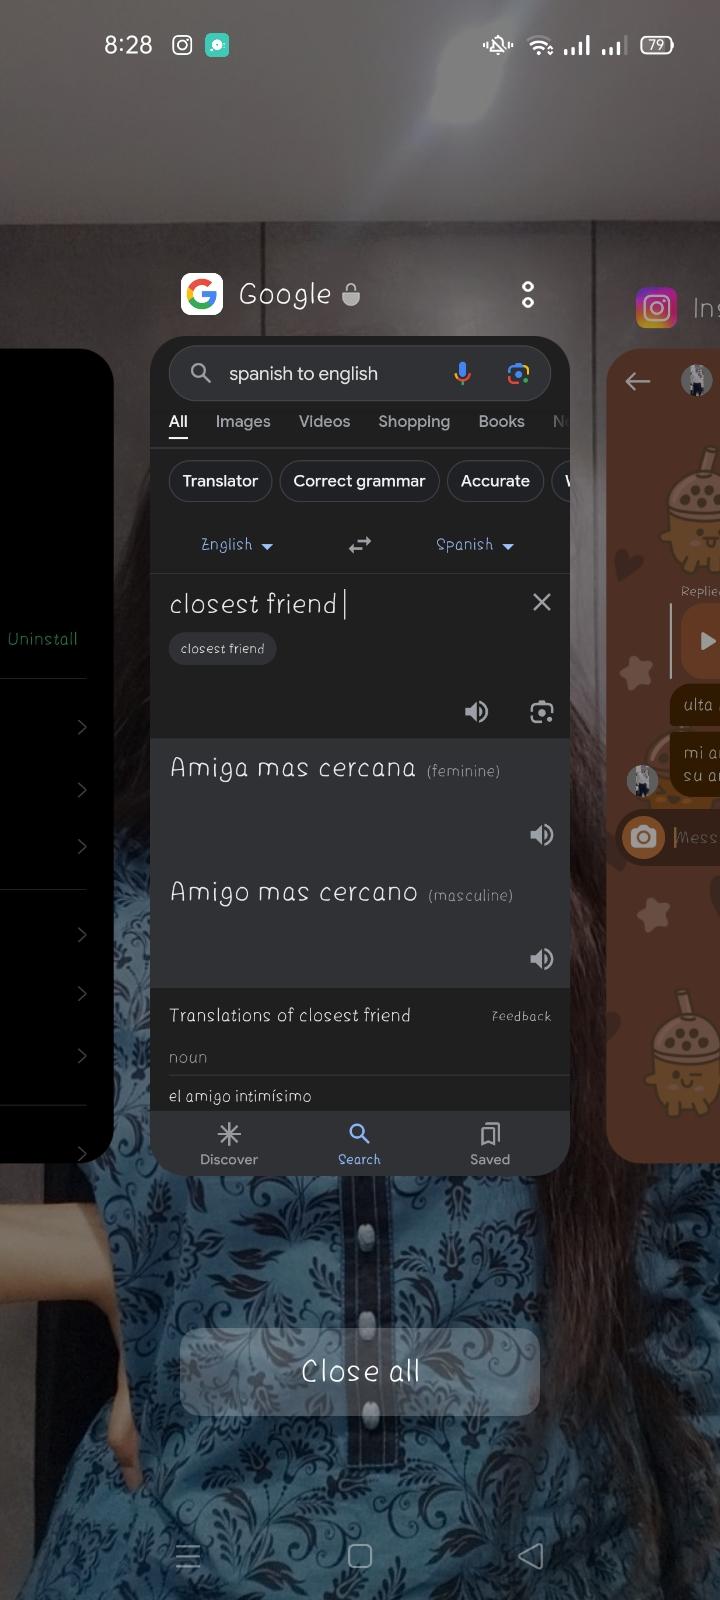 8:28
79
Google
Ins
spanish to english
All Images Videos Shopping Books
Translator Correct grammar Accurate
English Spanish
closest friend
closest friend
Replie
Uninstall
ulta
Amiga mas cercana (feminine)
mi a
su a
Mess
Amigo mas cercano (masculine)
Translations of closest friend Feedback
noun
el amigo intimísimo
Discover Search Saved
Close all